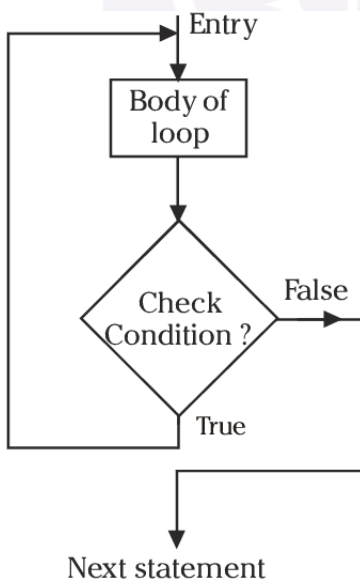 Entry
Body of
loop
Check
Condition ?
False
True
Next statement